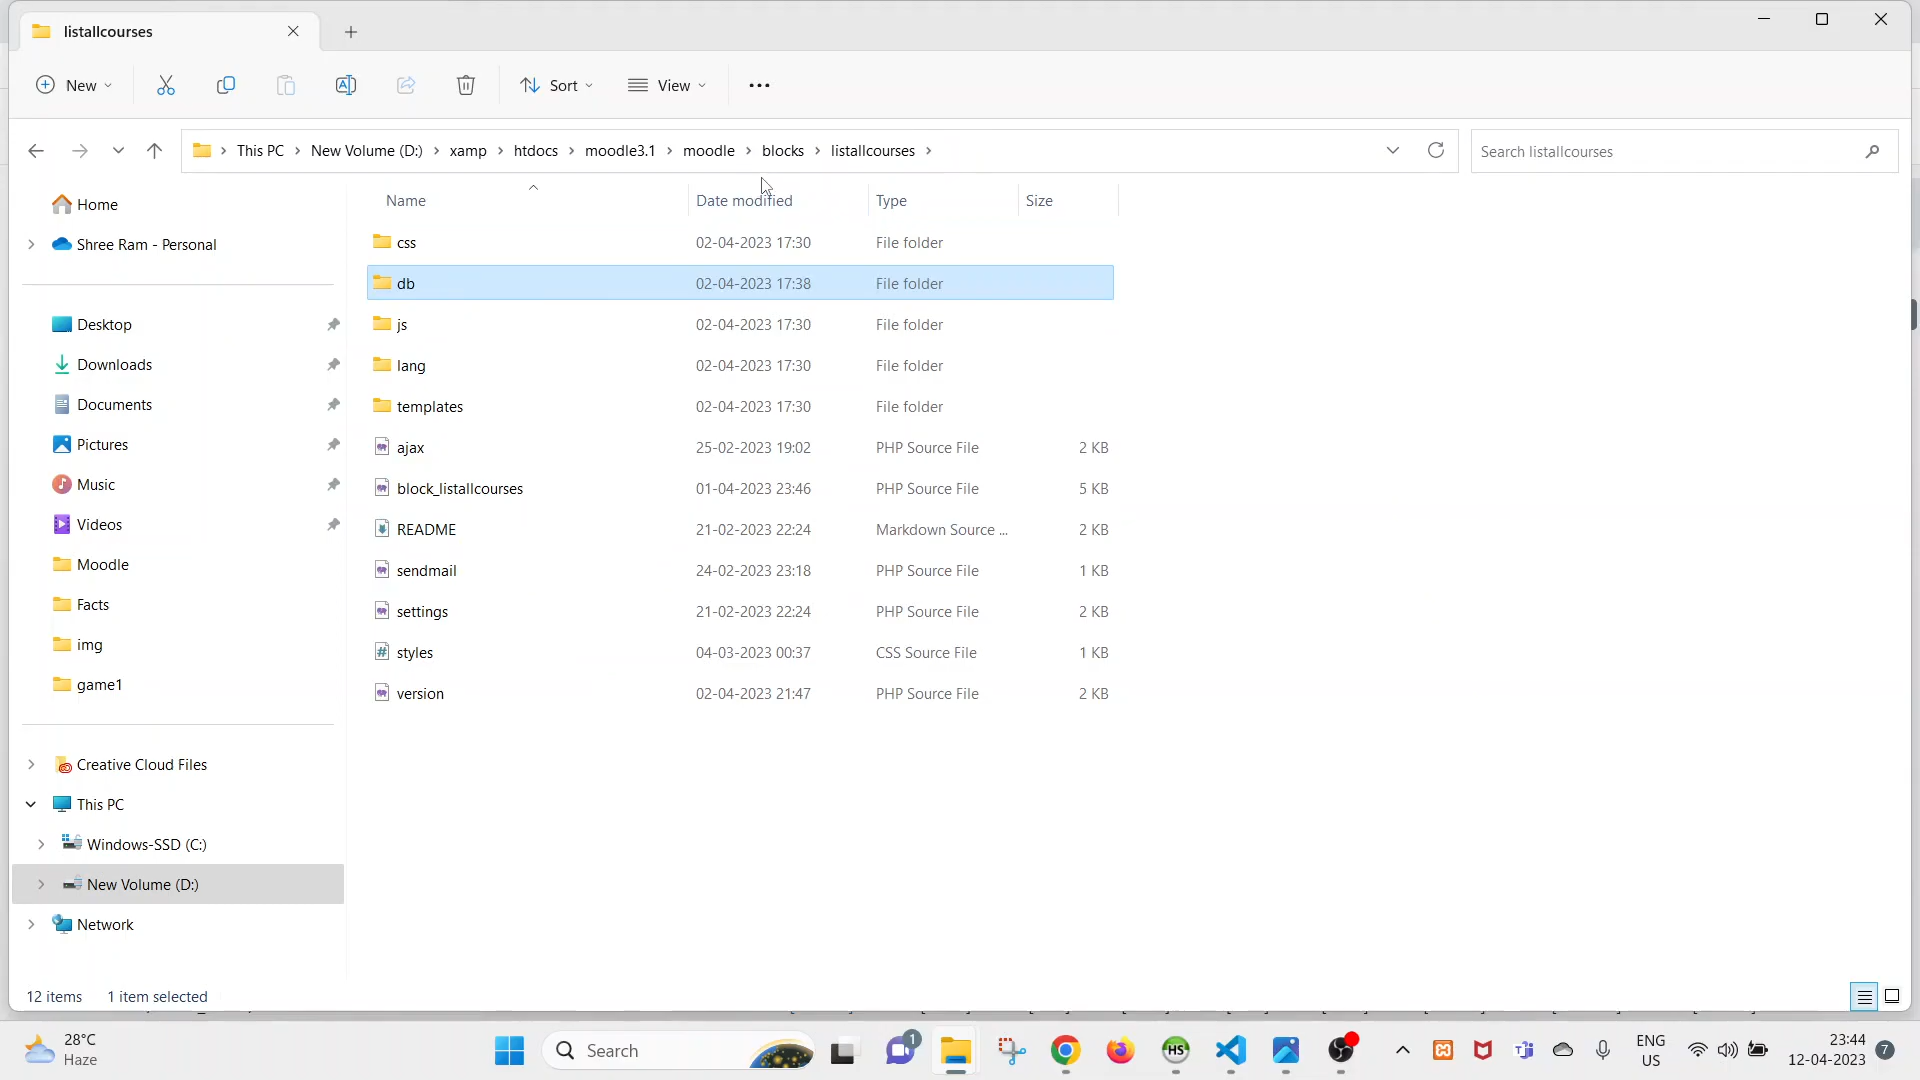 listallcourses
New
Sort
View
This PC
New Volume (D:)
xamp
htdocs
moodle3.1
moodle
blocks
listallcourses
Search listallcourses
Home
Shree Ram - Personal
Desktop
Downloads
Documents
Pictures
Music
Videos
Moodle
Facts
img
game1
Creative Cloud Files
This PC
Windows-SSD (C:)
New Volume (D:)
Network
Name Date modified Type Size
css 02-04-2023 17:30 File folder
db 02-04-2023 17:38 File folder
js 02-04-2023 17:30 File folder
lang 02-04-2023 17:30 File folder
templates 02-04-2023 17:30 File folder
ajax 25-02-2023 19:02 PHP Source File 2 KB
block_listallcourses 01-04-2023 23:46 PHP Source File 5 KB
README 21-02-2023 22:24 Markdown Source ... 2 KB
sendmail 24-02-2023 23:18 PHP Source File 1 KB
settings 21-02-2023 22:24 PHP Source File 2 KB
styles 04-03-2023 00:37 CSS Source File 1 KB
version 02-04-2023 21:47 PHP Source File 2 KB
12 items 1 item selected
28°C
Haze
Search
1
HS
ENG
US
23:44
12-04-2023
7